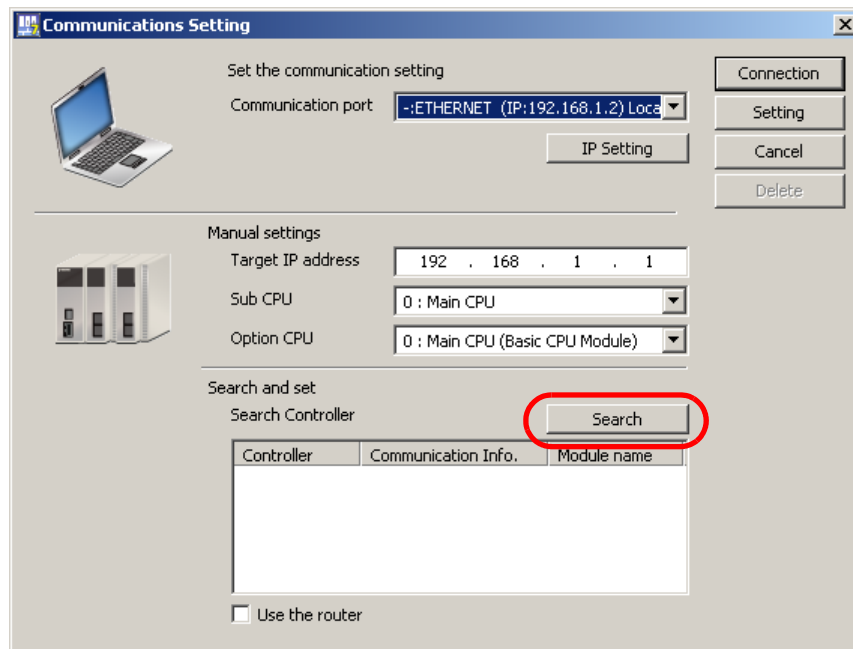 Communications Setting
Set the communication setting
Connection
Communication port
-:ETHERNET (IP:192.168.1.2) Loca
Setting
IP Setting
Cancel
Delete
Manual settings
Target IP address
192 . 168 . 1 . 1
Sub CPU
0 : Main CPU
Option CPU
0 : Main CPU (Basic CPU Module)
Search and set
Search Controller
Search
Controller Communication Info. Module name
Use the router